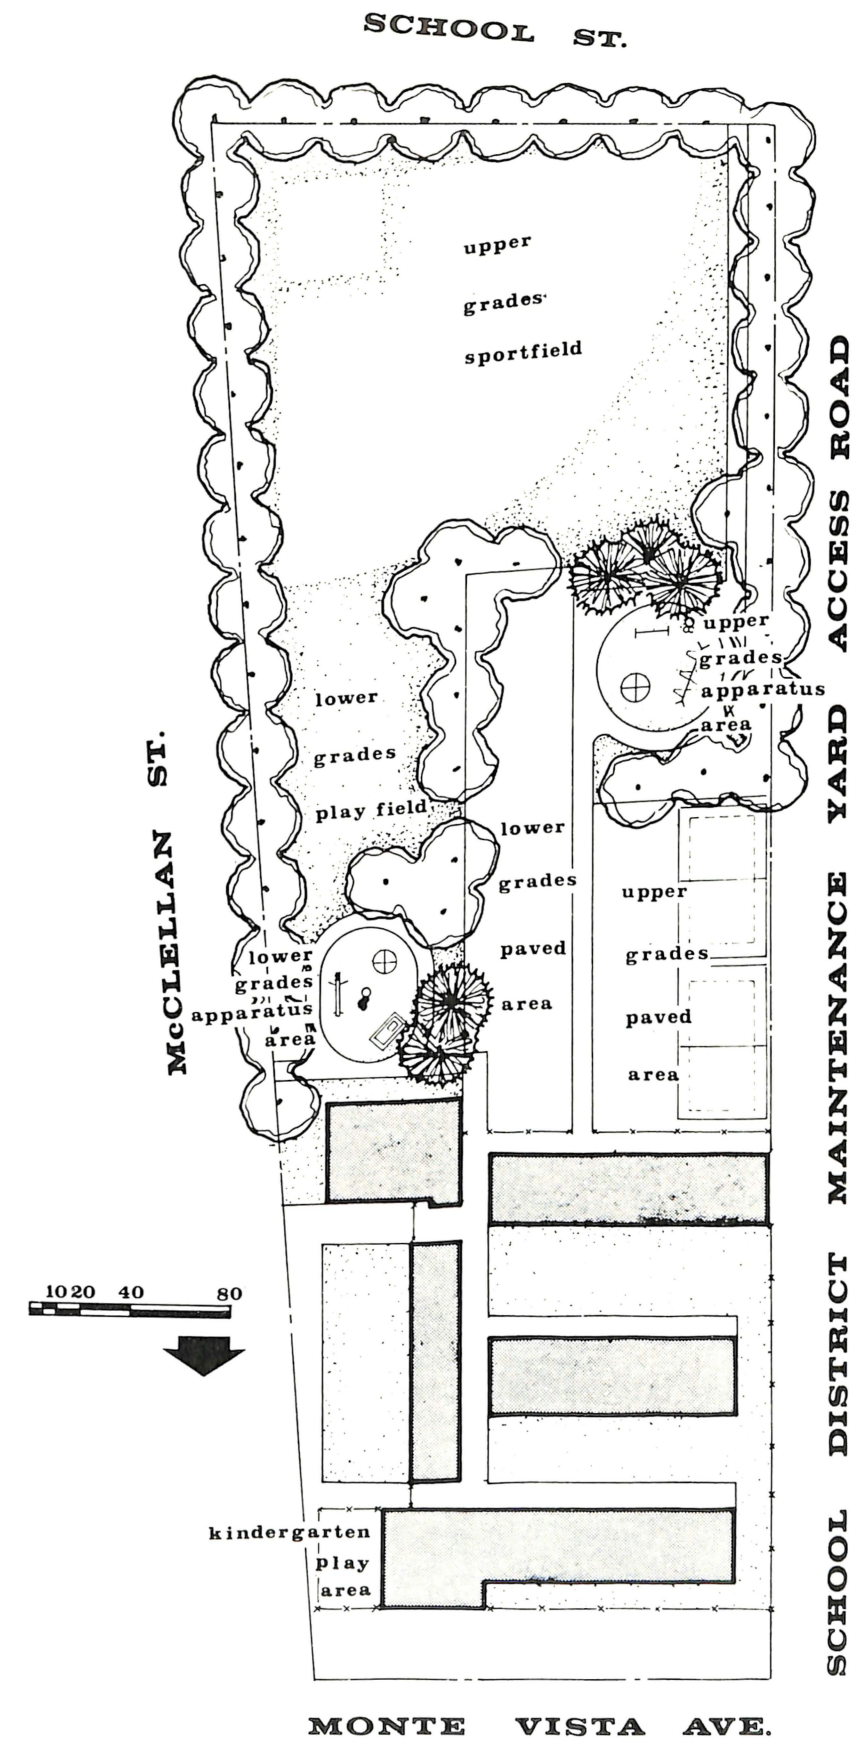 SCHOOL ST.
upper
grades
sportfield
SCHOOL DISTRICT MAINTENANCE YARD ACCESS ROAD
upper
grades
apparatus
area
lower
grades
play field
McCLELLAN ST.
lower
grades
paved
area
upper
grades
paved
area
lower
grades
apparatus
area
10 20 40 80
kindergarten
play
area
MONTE VISTA AVE.